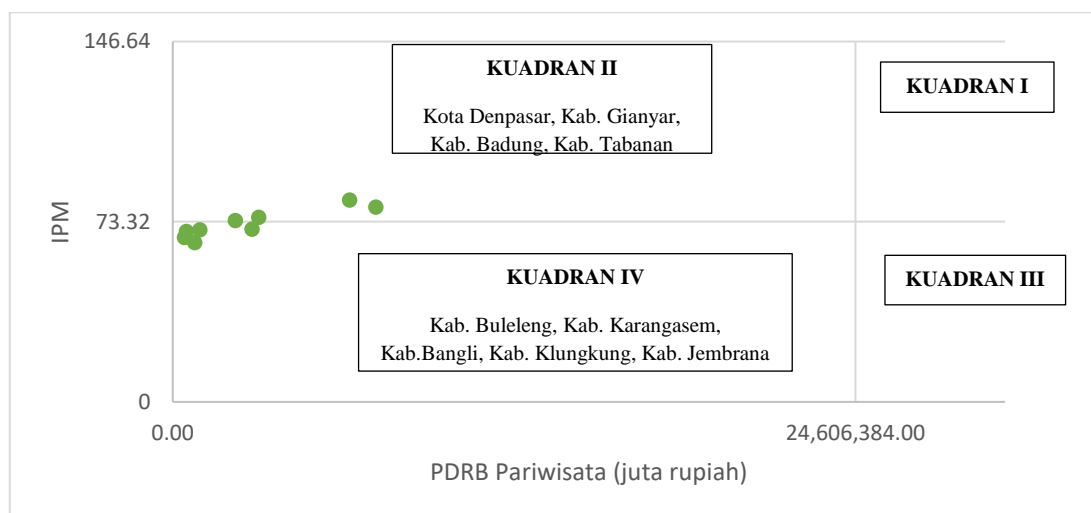 146.64
KUADRAN II
Kota Denpasar, Kab. Gianyar,
Kab. Badung, Kab. Tabanan
KUADRAN I
IPM
73.32
KUADRAN IV
Kab. Buleleng, Kab. Karangasem,
Kab.Bangli, Kab. Klungkung, Kab. Jembrana
KUADRAN III
0
0.00
24,606,384.00
PDRB Pariwisata (juta rupiah)